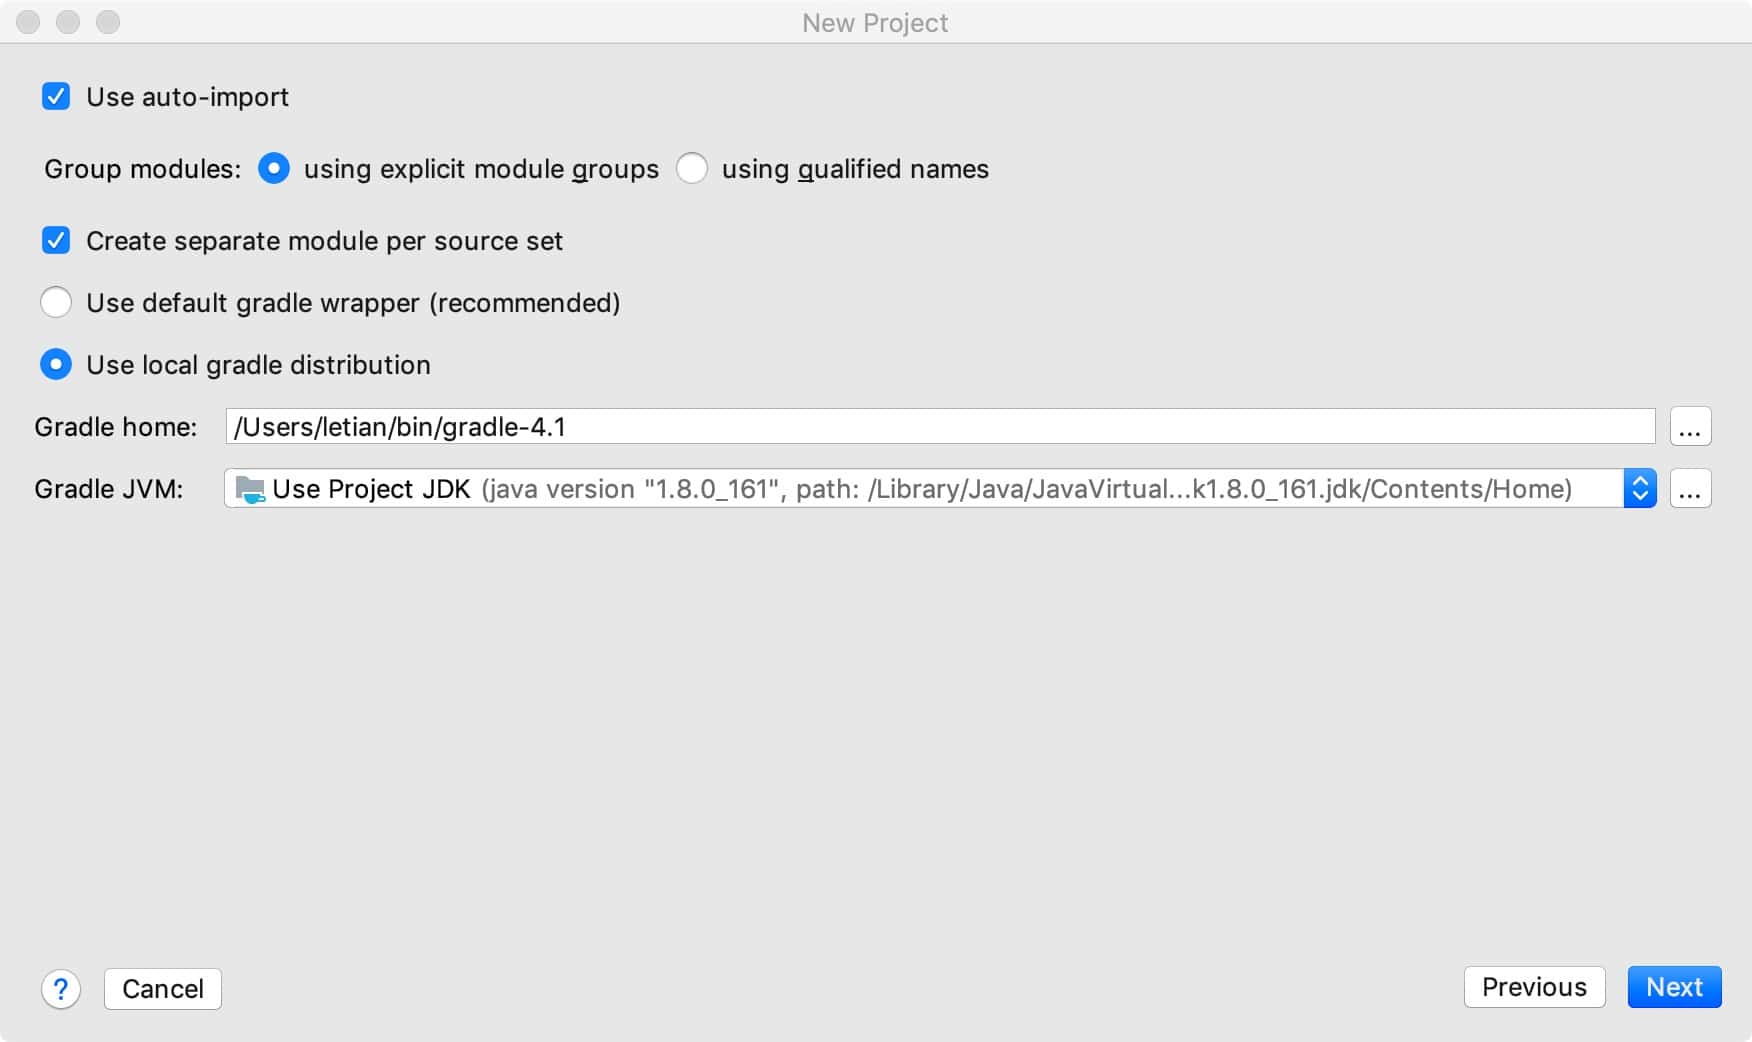 New Project
Use auto-import
Group modules: using explicit module groups using qualified names
Create separate module per source set
Use default gradle wrapper (recommended)
Use local gradle distribution
Gradle home: /Users/letian/bin/gradle-4.1 ...
Gradle JVM: Use Project JDK (java version "1.8.0_161", path: /Library/Java/JavaVirtual...k1.8.0_161.jdk/Contents/Home) ...
? Cancel Previous Next